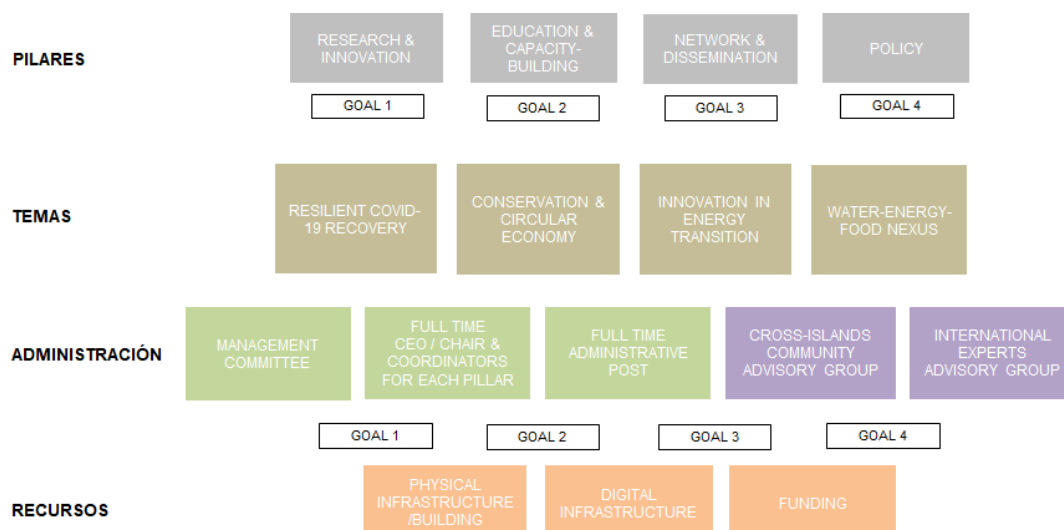 PILARES
RESEARCH &
INNOVATION
EDUCATION &
CAPACITY-
BUILDING
NETWORK &
DISSEMINATION
POLICY
GOAL 1
GOAL 2
GOAL 3
GOAL 4
TEMAS
RESILIENT COVID-
19 RECOVERY
CONSERVATION &
CIRCULAR
ECONOMY
INNOVATION IN
ENERGY
TRANSITION
WATER-ENERGY-
FOOD NEXUS
ADMINISTRACIÓN
MANAGEMENT
COMMITTEE
FULL TIME
CEO / CHAIR &
COORDINATORS
FOR EACH PILLAR
FULL TIME
ADMINISTRATIVE
POST
CROSS-ISLANDS
COMMUNITY
ADVISORY GROUP
INTERNATIONAL
EXPERTS
ADVISORY GROUP
GOAL 1
GOAL 2
GOAL 3
GOAL 4
RECURSOS
PHYSICAL
INFRASTRUCTURE
/BUILDING
DIGITAL
INFRASTRUCTURE
FUNDING